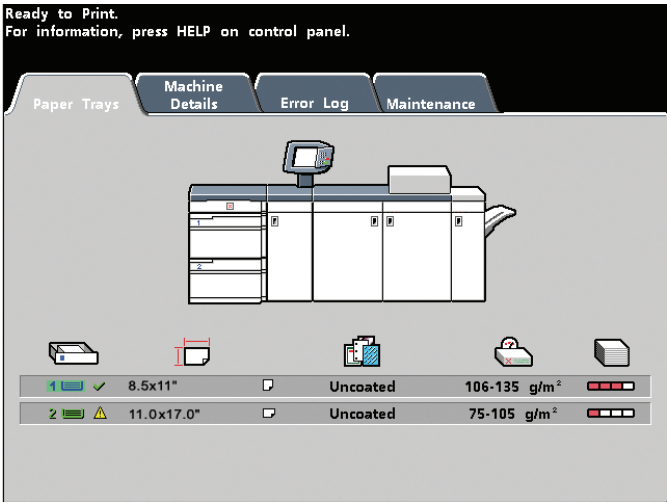 Ready to Print.
For information, press HELP on control panel.
Paper Trays
Machine
Details
Error Log
Maintenance
1
2
1 8.5x11" Uncoated 106-135 g/m²
2 11.0x17.0" Uncoated 75-105 g/m²